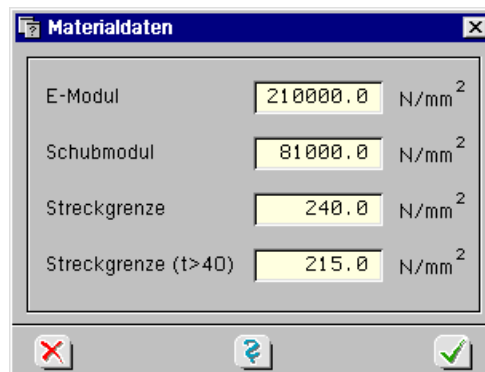 Materialdaten
E-Modul 210000.0 N/mm²
Schubmodul 81000.0 N/mm²
Streckgrenze 240.0 N/mm²
Streckgrenze (t>40) 215.0 N/mm²